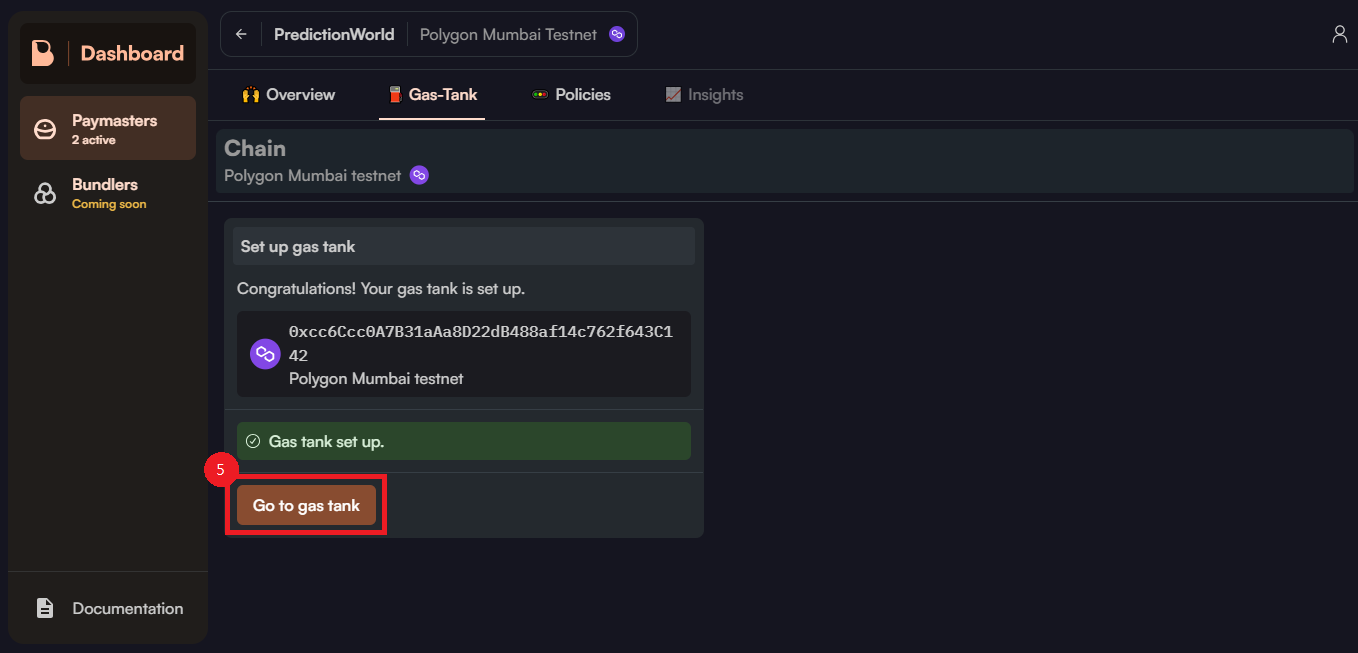 Dashboard
PredictionWorld
Polygon Mumbai Testnet
Paymasters
2 active
Bundlers
Coming soon
Overview
Gas-Tank
Policies
Insights
Chain
Polygon Mumbai testnet
Set up gas tank
Congratulations! Your gas tank is set up.
0xcc6Ccc0A7B31aAa8D22dB488af14c762f643C1
42
Polygon Mumbai testnet
Gas tank set up.
5
Go to gas tank
Documentation